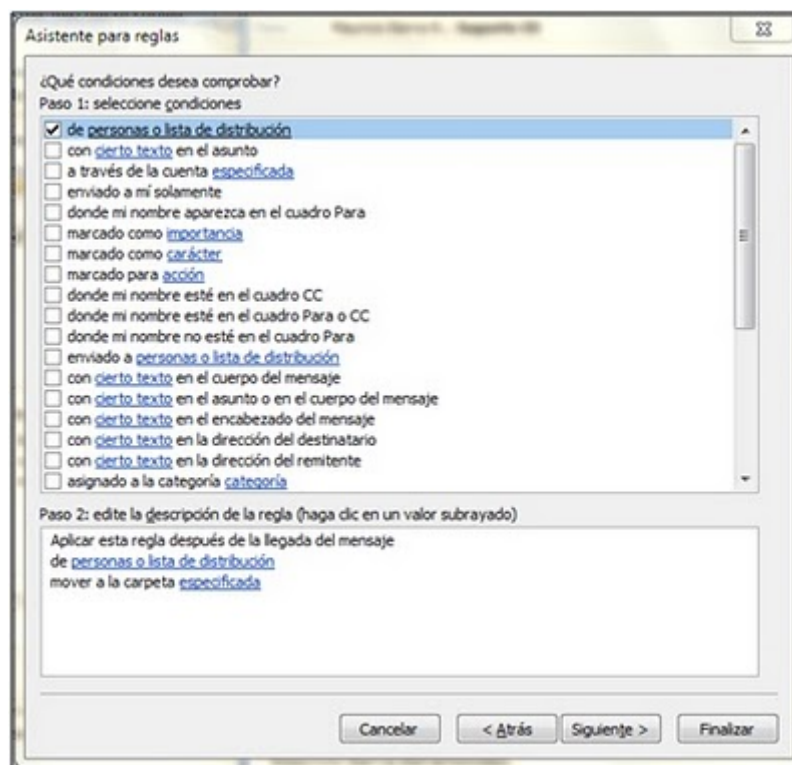 Asistente para reglas
¿Qué condiciones desea comprobar?
Paso 1: seleccione condiciones
de personas o lista de distribución
con cierto texto en el asunto
a través de la cuenta especificada
enviado a mí solamente
donde mi nombre aparezca en el cuadro Para
marcado como importancia
marcado como carácter
marcado para acción
donde mi nombre esté en el cuadro CC
donde mi nombre esté en el cuadro Para o CC
donde mi nombre no esté en el cuadro Para
enviado a personas o lista de distribución
con cierto texto en el cuerpo del mensaje
con cierto texto en el asunto o en el cuerpo del mensaje
con cierto texto en el encabezado del mensaje
con cierto texto en la dirección del destinatario
con cierto texto en la dirección del remitente
asignado a la categoría categoría
Paso 2: edite la descripción de la regla (haga clic en un valor subrayado)
Aplicar esta regla después de la llegada del mensaje
de personas o lista de distribución
mover a la carpeta especificada
Cancelar < Atrás Siguiente > Finalizar